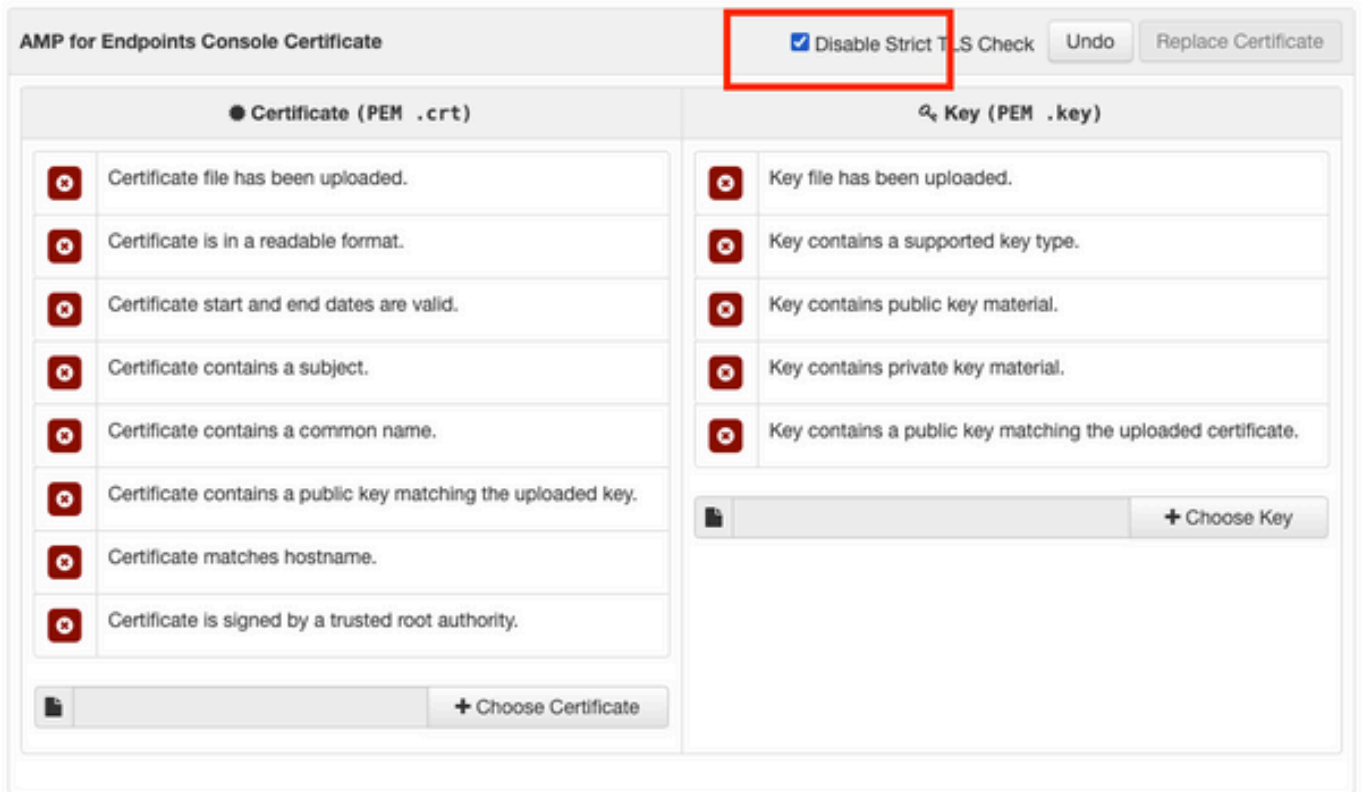 AMP for Endpoints Console Certificate
Disable Strict TLS Check
Undo
Replace Certificate
Certificate (PEM .crt)
Certificate file has been uploaded.
Certificate is in a readable format.
Certificate start and end dates are valid.
Certificate contains a subject.
Certificate contains a common name.
Certificate contains a public key matching the uploaded key.
Certificate matches hostname.
Certificate is signed by a trusted root authority.
+ Choose Certificate
Key (PEM .key)
Key file has been uploaded.
Key contains a supported key type.
Key contains public key material.
Key contains private key material.
Key contains a public key matching the uploaded certificate.
+ Choose Key